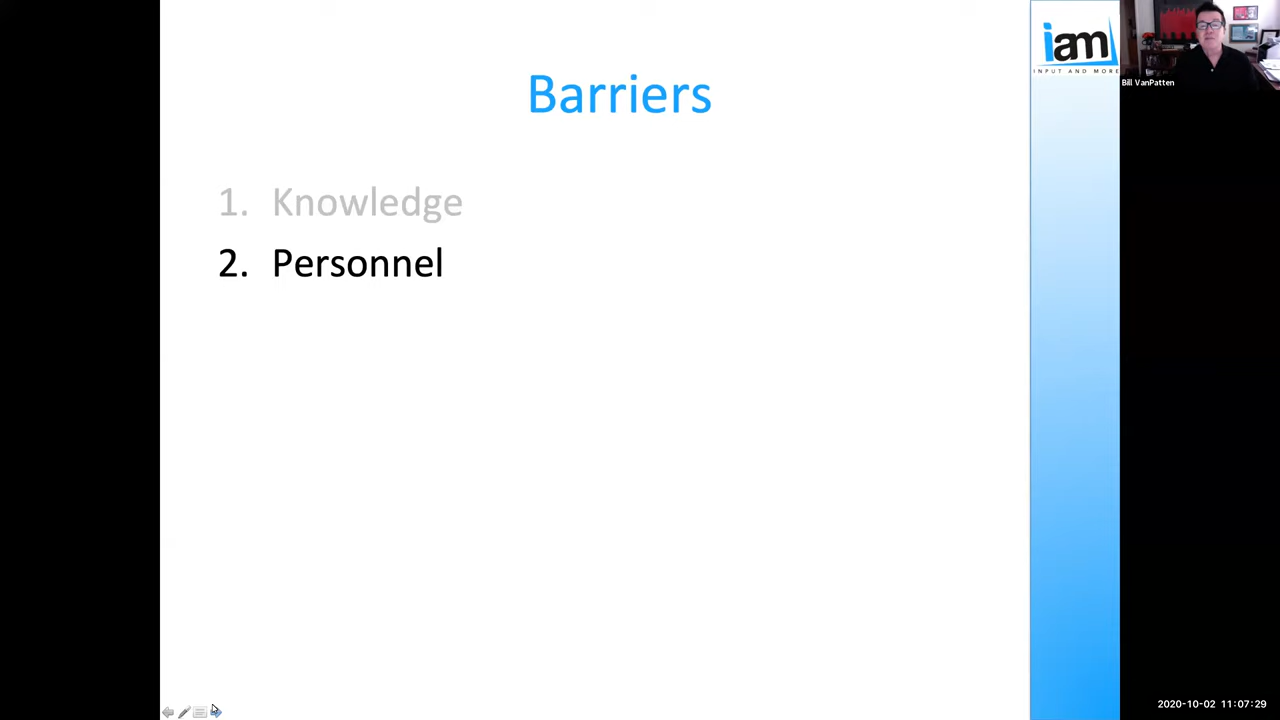 Barriers
1. Knowledge
2. Personnel
iam
INPUT AND MORE
Bill VanPatten
2020-10-02 11:07:29